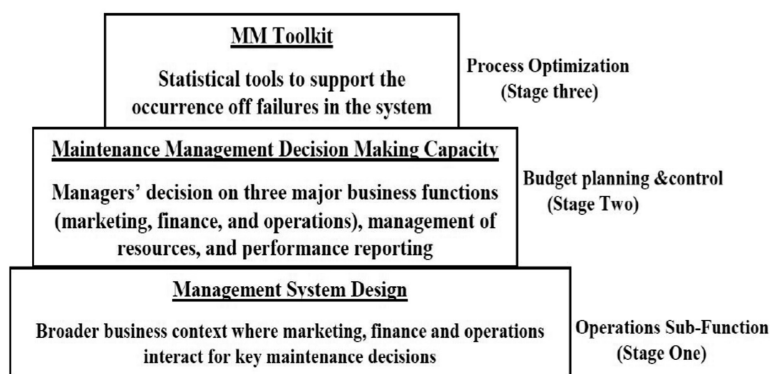 MM Toolkit
Statistical tools to support the
occurrence off failures in the system
Process Optimization
(Stage three)
Maintenance Management Decision Making Capacity
Managers' decision on three major business functions
(marketing, finance, and operations), management of
resources, and performance reporting
Budget planning &control
(Stage Two)
Management System Design
Broader business context where marketing, finance and operations
interact for key maintenance decisions
Operations Sub-Function
(Stage One)